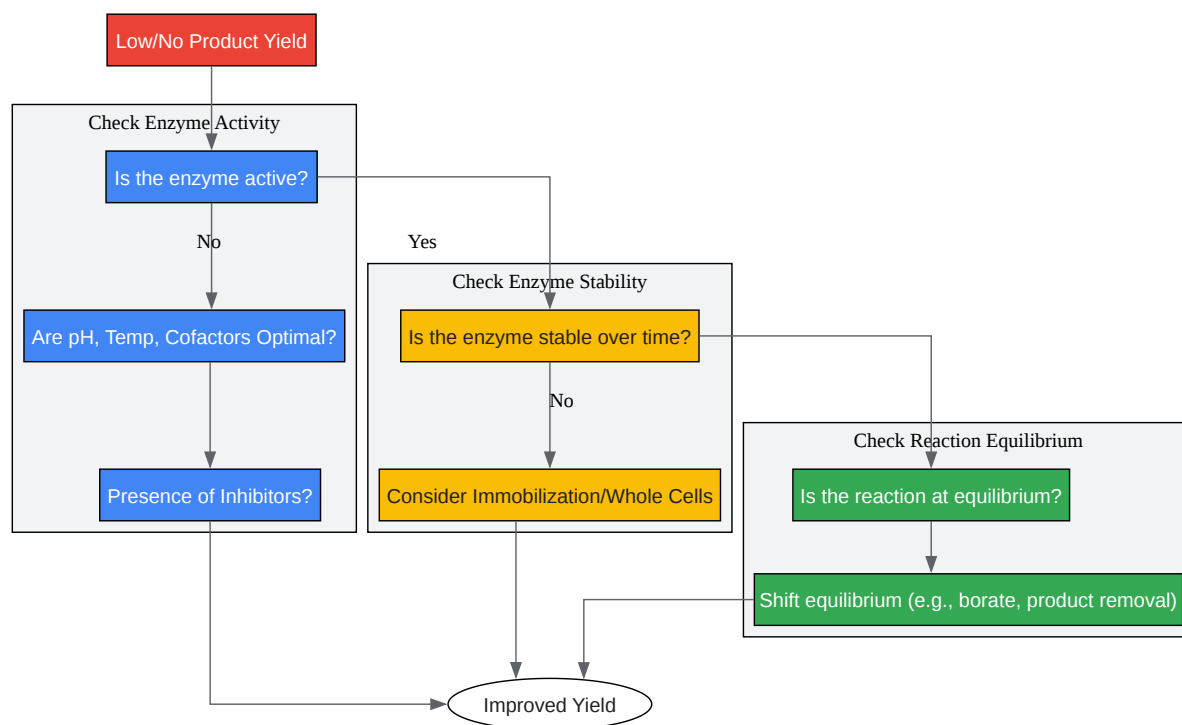 Low/No Product Yield
Check Enzyme Activity
Is the enzyme active?
No
Yes
Check Enzyme Stability
Are pH, Temp, Cofactors Optimal?
Is the enzyme stable over time?
No
Check Reaction Equilibrium
Presence of Inhibitors?
Consider Immobilization/Whole Cells
Is the reaction at equilibrium?
Shift equilibrium (e.g., borate, product removal)
Improved Yield